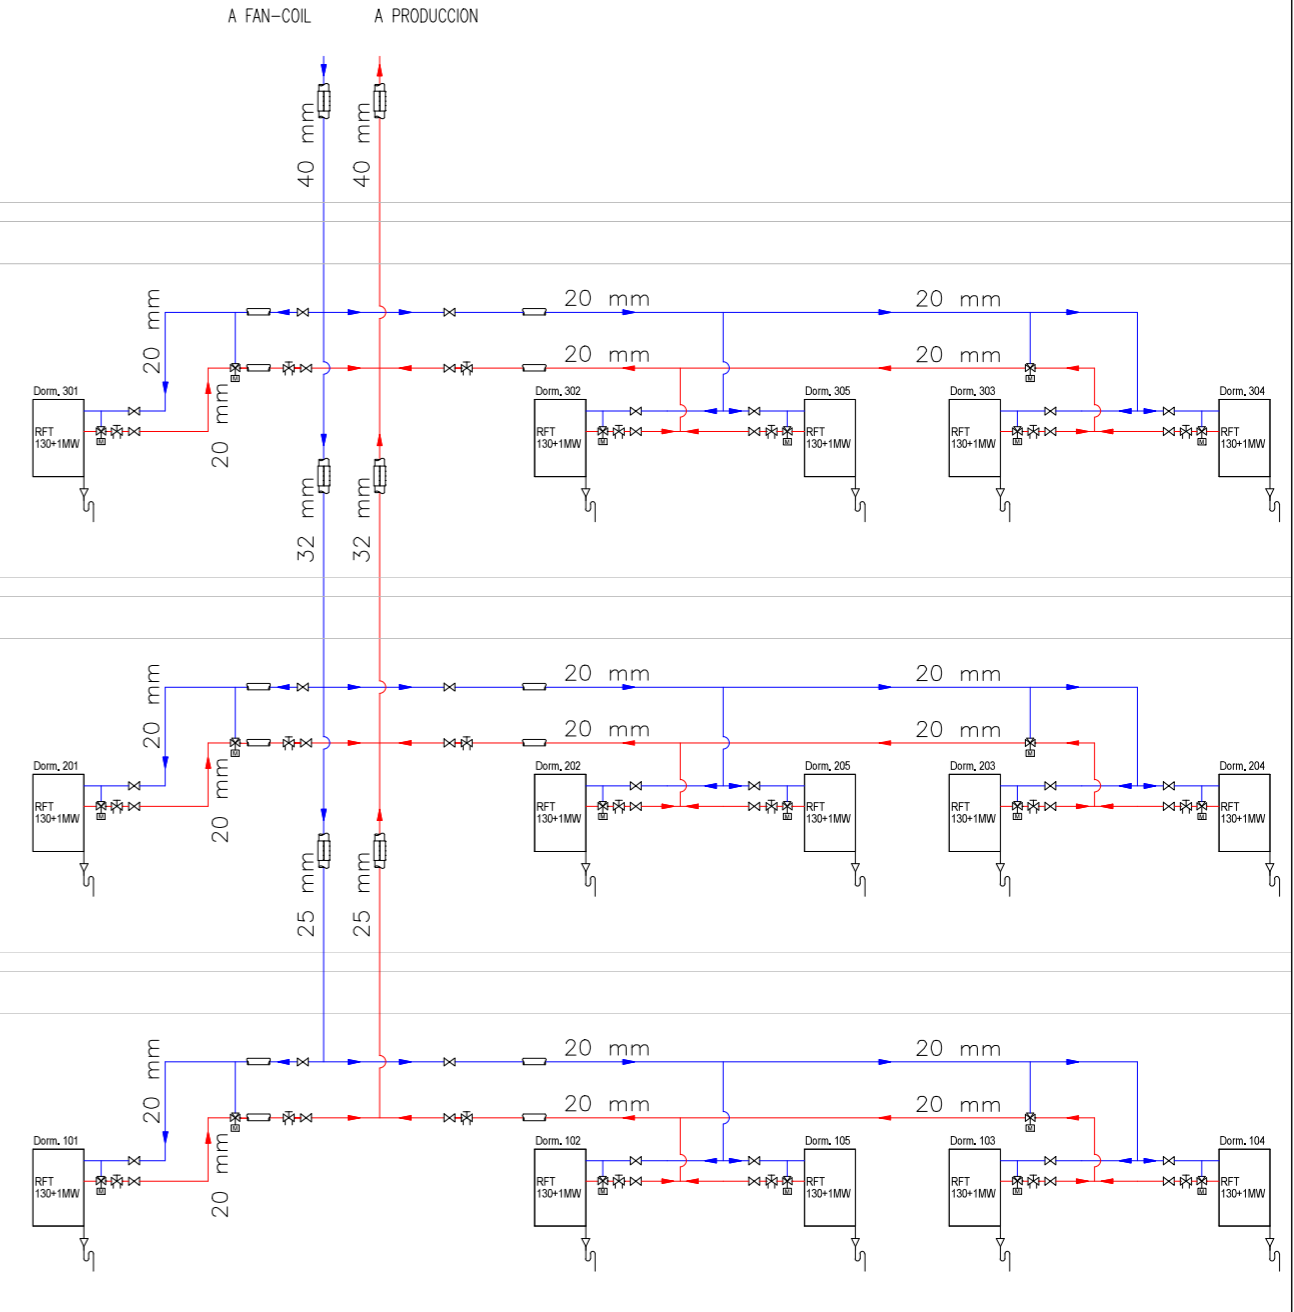 A FAN-COIL
A PRODUCCION
40 mm
40 mm
20 mm
20 mm
20 mm
20 mm
20 mm
20 mm
Dorm. 301
RFT
130+1MW
Dorm. 302
RFT
130+1MW
Dorm. 305
RFT
130+1MW
Dorm. 303
RFT
130+1MW
Dorm. 304
RFT
130+1MW
32 mm
32 mm
20 mm
20 mm
20 mm
20 mm
20 mm
20 mm
Dorm. 201
RFT
130+1MW
Dorm. 202
RFT
130+1MW
Dorm. 205
RFT
130+1MW
Dorm. 203
RFT
130+1MW
Dorm. 204
RFT
130+1MW
25 mm
25 mm
20 mm
20 mm
20 mm
20 mm
20 mm
20 mm
Dorm. 101
RFT
130+1MW
Dorm. 102
RFT
130+1MW
Dorm. 105
RFT
130+1MW
Dorm. 103
RFT
130+1MW
Dorm. 104
RFT
130+1MW